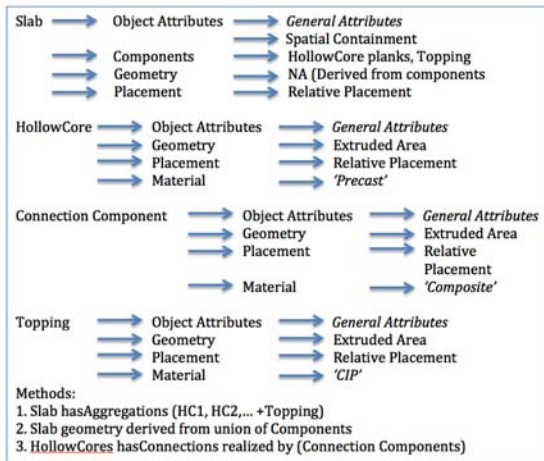 Slab Object Attributes General Attributes
Spatial Containment
Components HollowCore planks, Topping
Geometry NA (Derived from components
Placement Relative Placement
HollowCore Object Attributes General Attributes
Geometry Extruded Area
Placement Relative Placement
Material 'Precast'
Connection Component Object Attributes General Attributes
Geometry Extruded Area
Placement Relative
Placement
Material 'Composite'
Topping Object Attributes General Attributes
Geometry Extruded Area
Placement Relative Placement
Material 'CIP'
Methods:
1. Slab hasAggregations (HC1, HC2,... +Topping)
2. Slab geometry derived from union of Components
3. HollowCores hasConnections realized by (Connection Components)